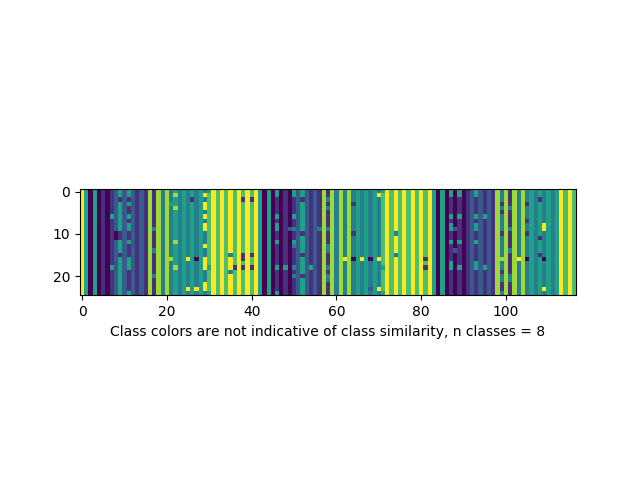 0
10
20
0 20 40 60 80 100
Class colors are not indicative of class similarity, n classes = 8